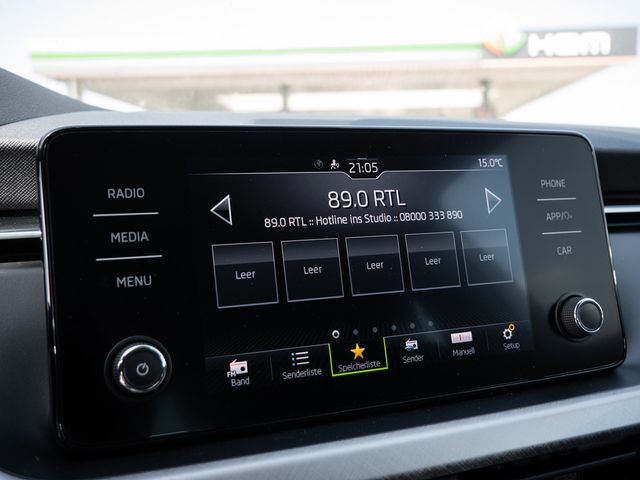 HEM
21:05
15.0°C
89.0 RTL
89.0 RTL :: Hotline ins Studio :: 08000 333 890
RADIO
MEDIA
MENU
PHONE
APP/
CAR
Leer
Leer
Leer
Leer
Leer
FM
Band
Senderliste
Speicherliste
Sender
Manuell
Setup